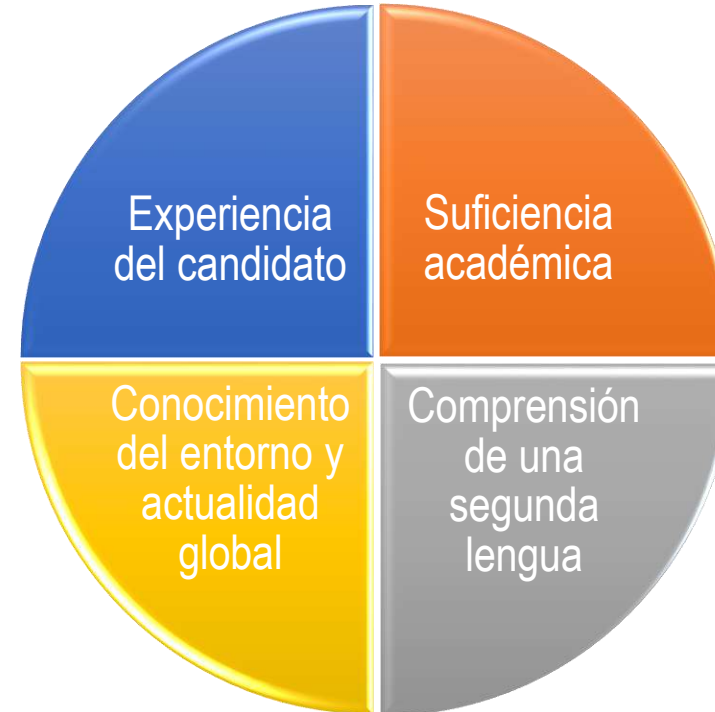 Experiencia
del candidato
Suficiencia
académica
Conocimiento
del entorno y
actualidad
global
Comprensión
de una
segunda
lengua